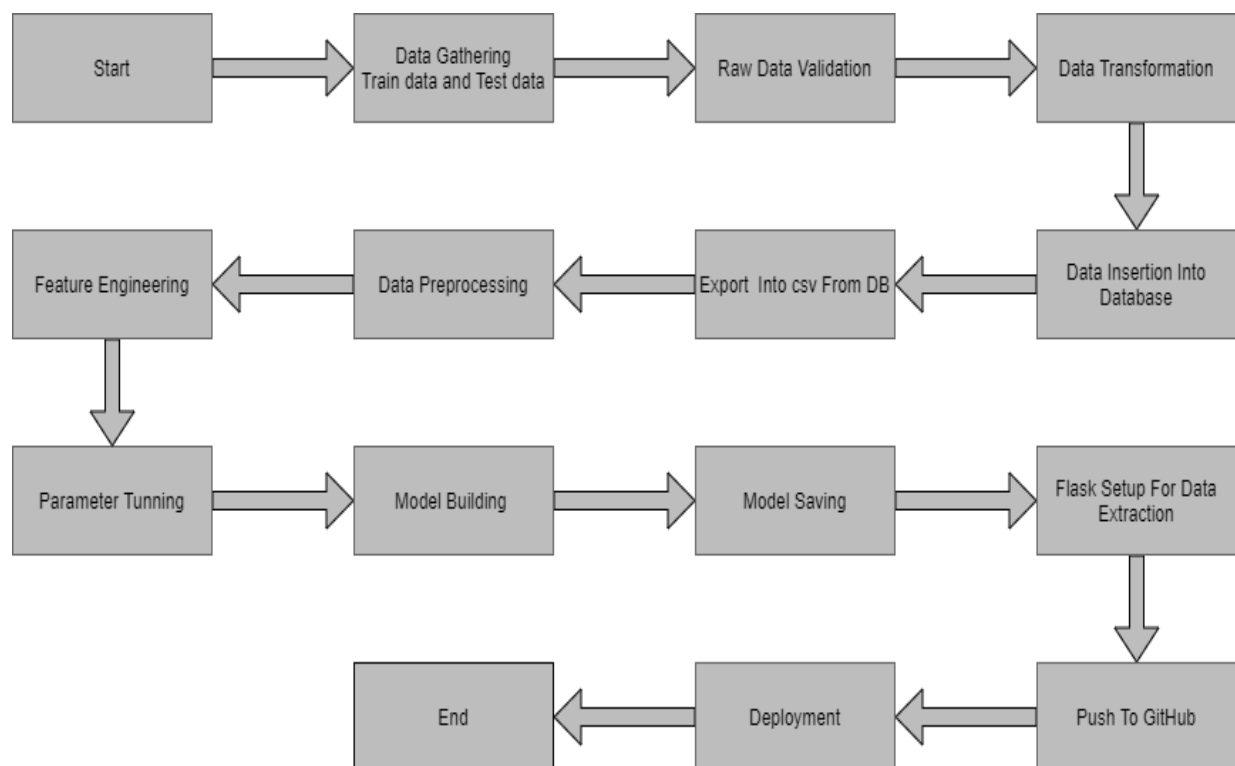 Start
Data Gathering
Train data and Test data
Raw Data Validation
Data Transformation
Data Insertion Into
Database
Export Into csv From DB
Data Preprocessing
Feature Engineering
Parameter Tunning
Model Building
Model Saving
Flask Setup For Data
Extraction
Push To GitHub
Deployment
End